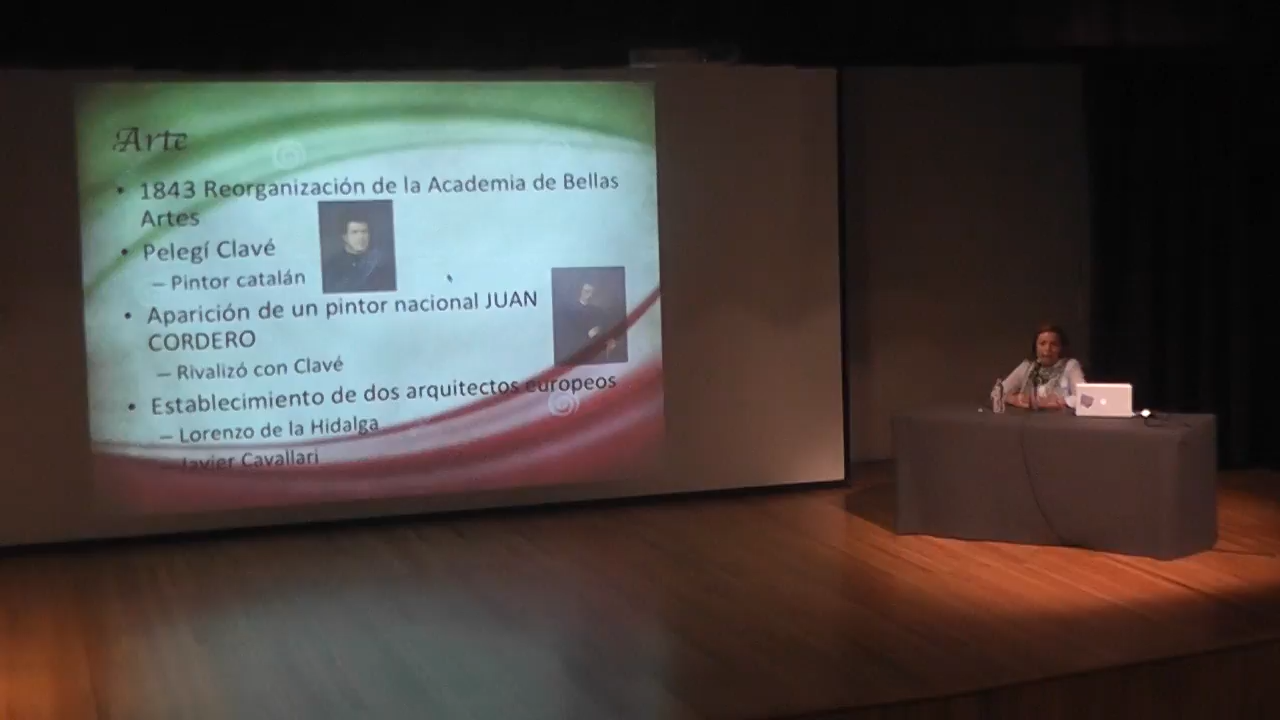 Arte
• 1843 Reorganización de la Academia de Bellas
Artes
• Pelegí Clavé
– Pintor catalán
• Aparición de un pintor nacional JUAN
CORDERO
– Rivalizó con Clavé
• Establecimiento de dos arquitectos europeos
– Lorenzo de la Hidalga
– Javier Cavallari